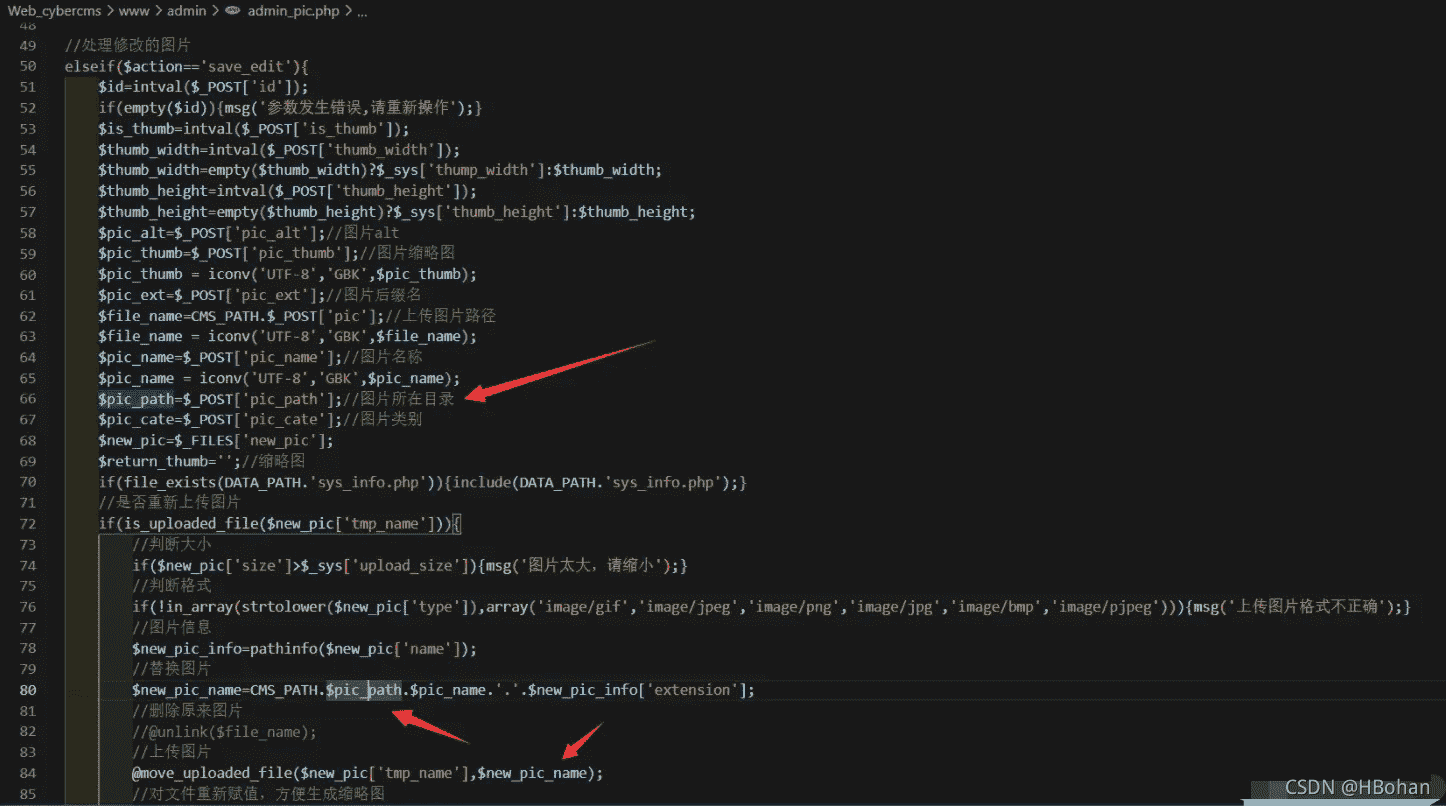 Web_cybercms > www > admin > admin_pic.php > ...
48
49 //处理修改的图片
50 elseif($action=='save_edit'){
51 $id=intval($_POST['id']);
52 if(empty($id)){msg('参数发生错误,请重新操作');}
53 $is_thumb=intval($_POST['is_thumb']);
54 $thumb_width=intval($_POST['thumb_width']);
55 $thumb_width=empty($thumb_width)?$_sys['thump_width']:$thumb_width;
56 $thumb_height=intval($_POST['thumb_height']);
57 $thumb_height=empty($thumb_height)?$_sys['thumb_height']:$thumb_height;
58 $pic_alt=$_POST['pic_alt'];//图片alt
59 $pic_thumb=$_POST['pic_thumb'];//图片缩略图
60 $pic_thumb = iconv('UTF-8','GBK',$pic_thumb);
61 $pic_ext=$_POST['pic_ext'];//图片后缀名
62 $file_name=CMS_PATH.$_POST['pic'];//上传图片路径
63 $file_name = iconv('UTF-8','GBK',$file_name);
64 $pic_name=$_POST['pic_name'];//图片名称
65 $pic_name = iconv('UTF-8','GBK',$pic_name);
66 $pic_path=$_POST['pic_path'];//图片所在目录
67 $pic_cate=$_POST['pic_cate'];//图片类别
68 $new_pic=$_FILES['new_pic'];
69 $return_thumb='';//缩略图
70 if(file_exists(DATA_PATH.'sys_info.php')){include(DATA_PATH.'sys_info.php');}
71 //是否重新上传图片
72 if(is_uploaded_file($new_pic['tmp_name'])){
73 //判断大小
74 if($new_pic['size']>$_sys['upload_size']){msg('图片太大，请缩小');}
75 //判断格式
76 if(!in_array(strtolower($new_pic['type']),array('image/gif','image/jpeg','image/png','image/jpg','image/bmp','image/pjpeg'))){msg('上传图片格式不正确');}
77 //图片信息
78 $new_pic_info=pathinfo($new_pic['name']);
79 //替换图片
80 $new_pic_name=CMS_PATH.$pic_path.$pic_name.'.'.$new_pic_info['extension'];
81 //删除原来图片
82 //@unlink($file_name);
83 //上传图片
84 @move_uploaded_file($new_pic['tmp_name'],$new_pic_name);
85 //对文件重新赋值，方便生成缩略图
CSDN @HBohan